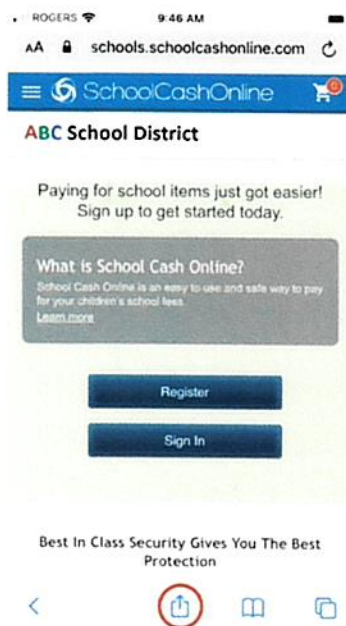 ROGERS 9:46 AM
AA schools.schoolcashonline.com
SchoolCashOnline 0
ABC School District
Paying for school items just got easier!
Sign up to get started today.
What is School Cash Online?
School Cash Online is an easy to use and safe way to pay
for your children's school fees.
Learn more
Register
Sign In
Best In Class Security Gives You The Best
Protection